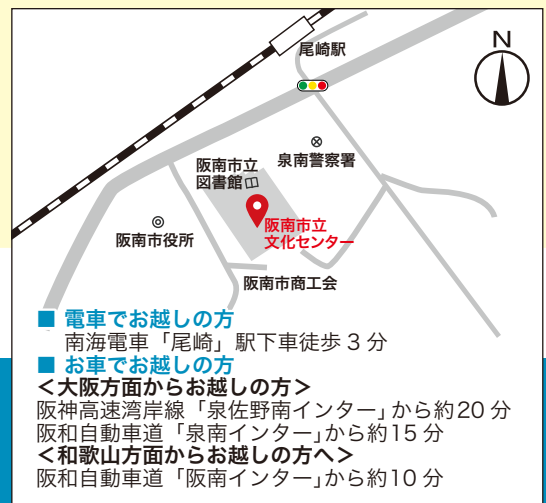 尾崎駅
N
泉南警察署
阪南市立
図書館
阪南市立
文化センター
阪南市役所
阪南市商工会
■ 電車でお越しの方
南海電車「尾崎」駅下車徒歩 3 分
■ お車でお越しの方
＜大阪方面からお越しの方＞
阪神高速湾岸線「泉佐野南インター」から約20 分
阪和自動車道「泉南インター」から約15 分
＜和歌山方面からお越しの方へ＞
阪和自動車道「阪南インター」から約10 分